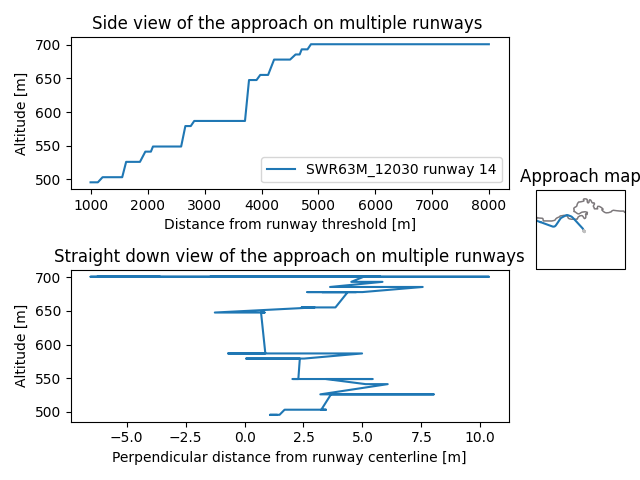 Side view of the approach on multiple runways
Altitude [m]
700
650
600
550
500
SWR63M_12030 runway 14
1000 2000 3000 4000 5000 6000 7000 8000
Distance from runway threshold [m]
Approach map
Straight down view of the approach on multiple runways
Altitude [m]
700
650
600
550
500
−5.0 −2.5 0.0 2.5 5.0 7.5 10.0
Perpendicular distance from runway centerline [m]